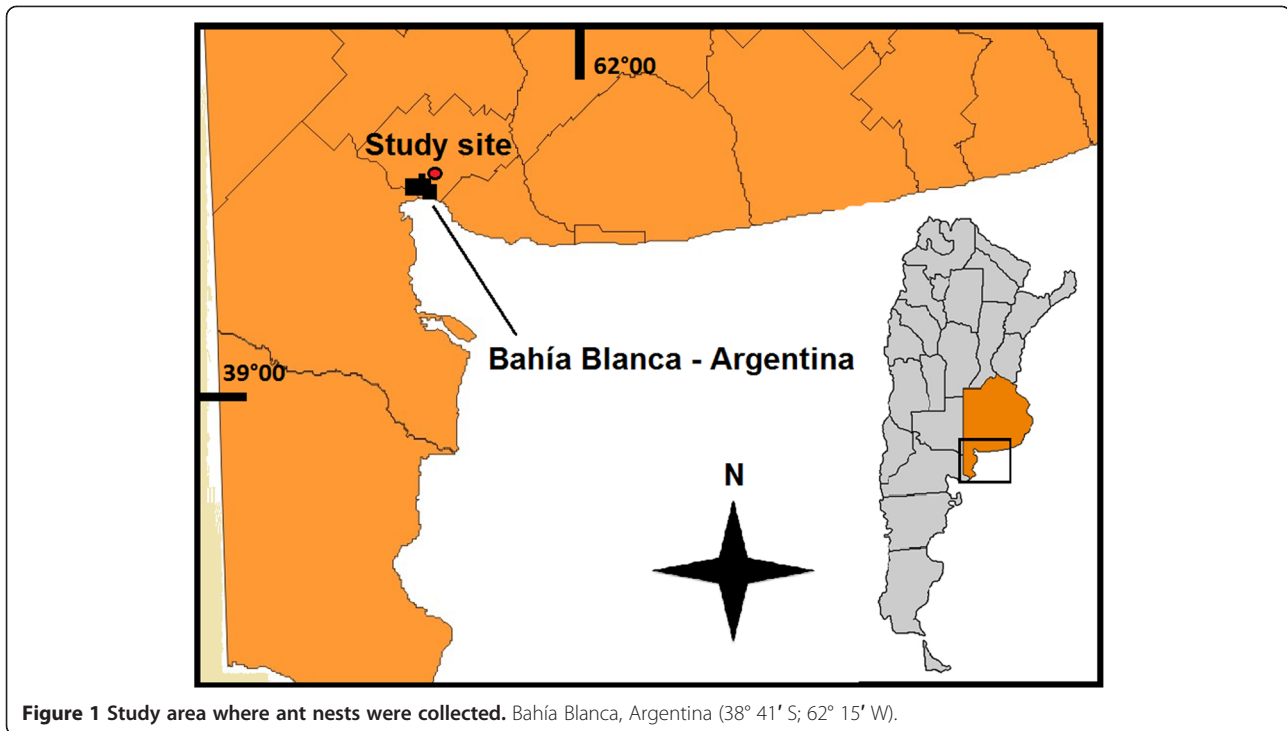 62°00
Study site
Bahía Blanca - Argentina
39°00
N
Figure 1 Study area where ant nests were collected. Bahía Blanca, Argentina (38° 41′ S; 62° 15′ W).